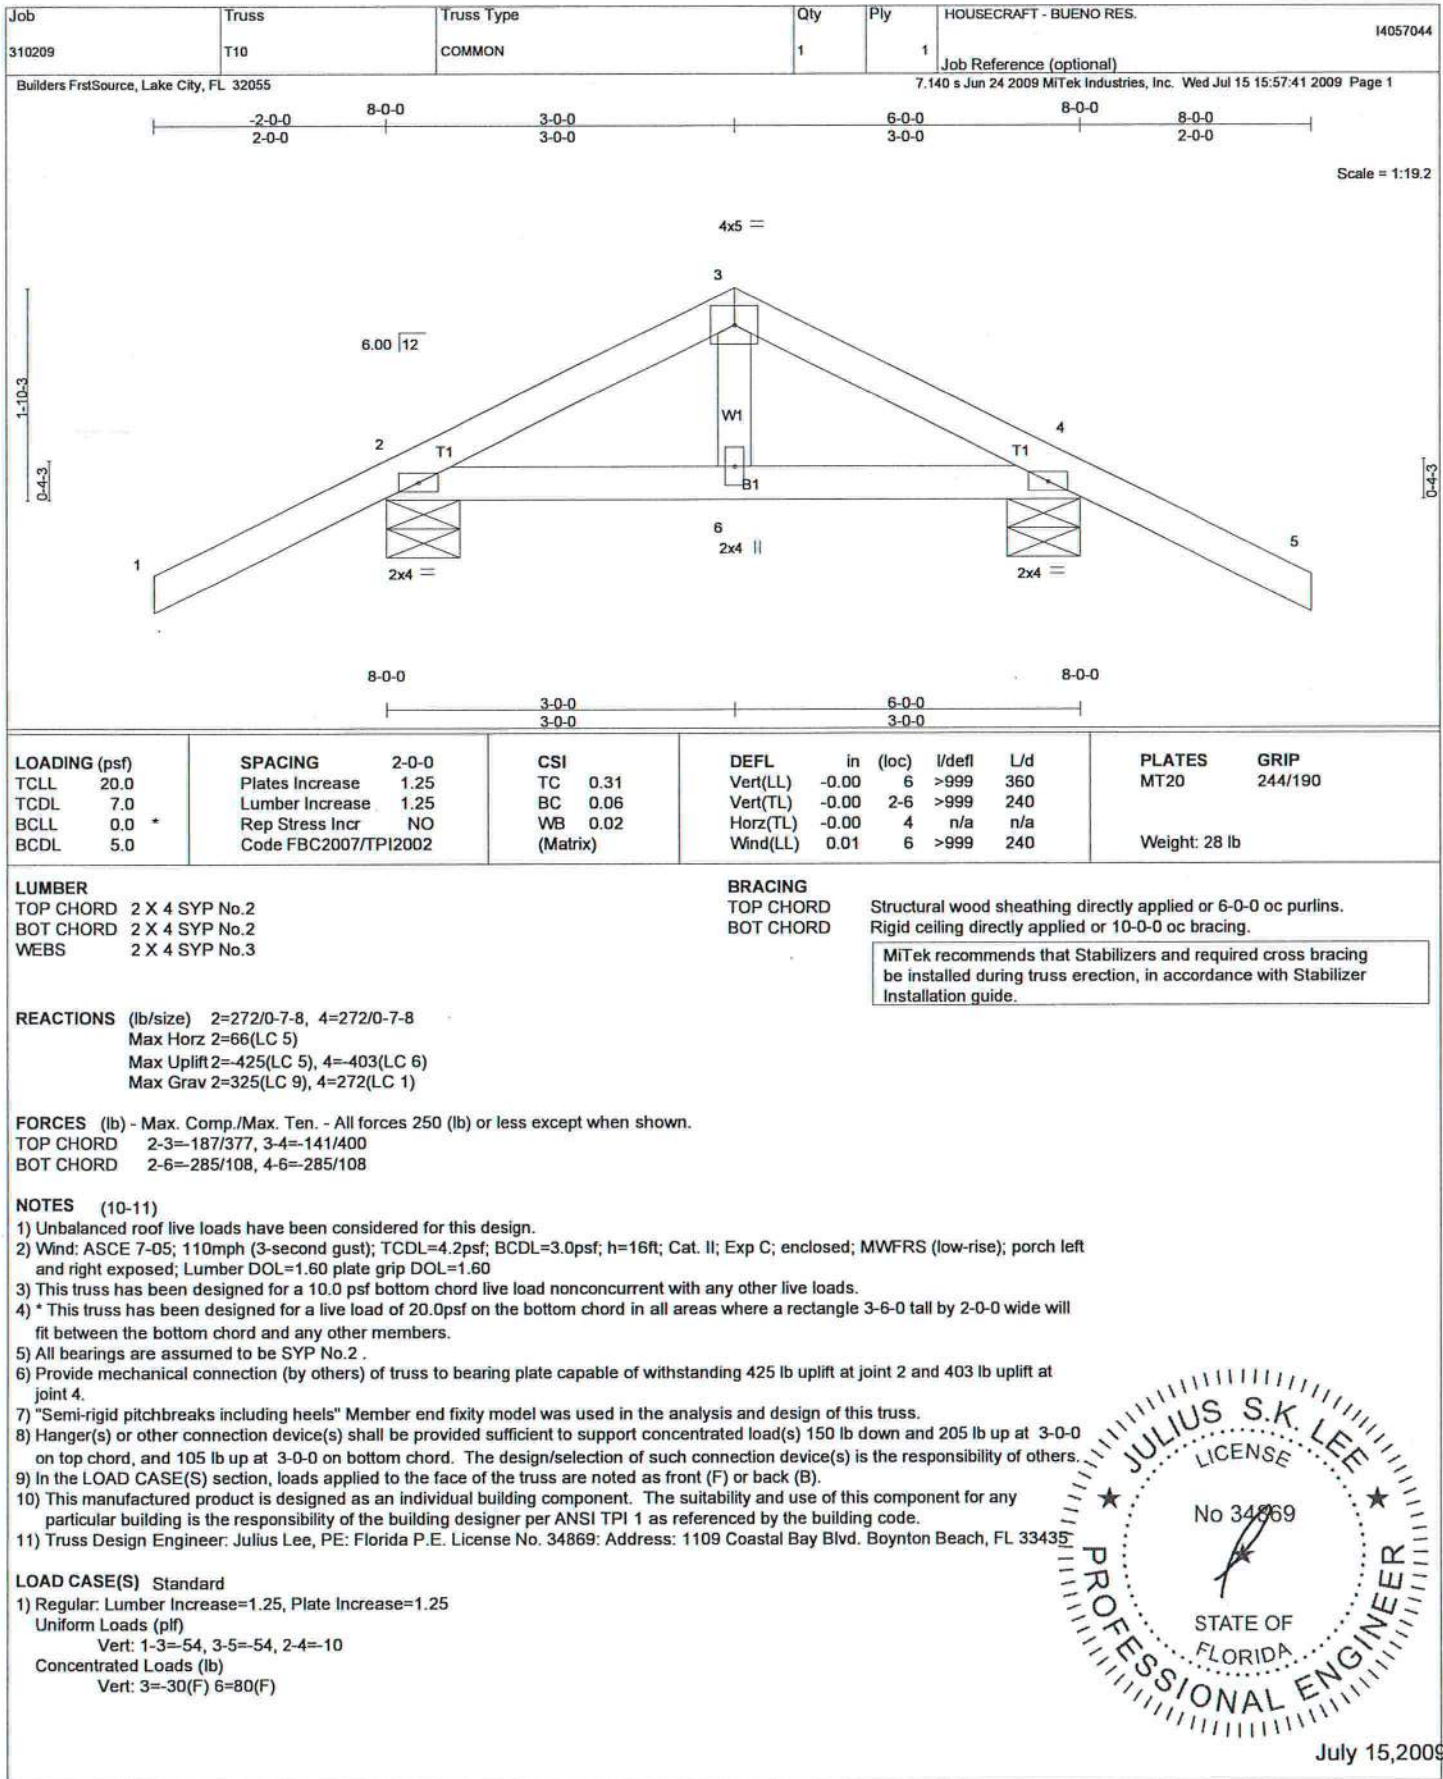 Job Truss Truss Type Qty Ply HOUSECRAFT - BUENO RES.
I4057044
310209 T10 COMMON 1 1
Job Reference (optional)
Builders FrstSource, Lake City, FL 32055 7.140 s Jun 24 2009 MiTek Industries, Inc. Wed Jul 15 15:57:41 2009 Page 1
-2-0-0 8-0-0 3-0-0 6-0-0 8-0-0 8-0-0
2-0-0 3-0-0 3-0-0 2-0-0
Scale = 1:19.2
4x5 =
3
6.00 12
1-10-3
0-4-3
2
T1
W1
4
T1
0-4-3
B1
6
2x4 ||
1
2x4 =
2x4 =
5
8-0-0 8-0-0
3-0-0 6-0-0
3-0-0 3-0-0
LOADING (psf)
TCLL 20.0
TCDL 7.0
BCLL 0.0 *
BCDL 5.0
SPACING 2-0-0
Plates Increase 1.25
Lumber Increase 1.25
Rep Stress Incr NO
Code FBC2007/TPI2002
CSI
TC 0.31
BC 0.06
WB 0.02
(Matrix)
DEFL in (loc) l/defl L/d
Vert(LL) -0.00 6 >999 360
Vert(TL) -0.00 2-6 >999 240
Horz(TL) -0.00 4 n/a n/a
Wind(LL) 0.01 6 >999 240
PLATES GRIP
MT20 244/190
Weight: 28 lb
LUMBER
TOP CHORD 2 X 4 SYP No.2
BOT CHORD 2 X 4 SYP No.2
WEBS 2 X 4 SYP No.3
BRACING
TOP CHORD Structural wood sheathing directly applied or 6-0-0 oc purlins.
BOT CHORD Rigid ceiling directly applied or 10-0-0 oc bracing.
MiTek recommends that Stabilizers and required cross bracing
be installed during truss erection, in accordance with Stabilizer
Installation guide.
REACTIONS (lb/size) 2=272/0-7-8, 4=272/0-7-8
Max Horz 2=66(LC 5)
Max Uplift 2=-425(LC 5), 4=-403(LC 6)
Max Grav 2=325(LC 9), 4=272(LC 1)
FORCES (lb) - Max. Comp./Max. Ten. - All forces 250 (lb) or less except when shown.
TOP CHORD 2-3=-187/377, 3-4=-141/400
BOT CHORD 2-6=-285/108, 4-6=-285/108
NOTES (10-11)
1) Unbalanced roof live loads have been considered for this design.
2) Wind: ASCE 7-05; 110mph (3-second gust); TCDL=4.2psf; BCDL=3.0psf; h=16ft; Cat. II; Exp C; enclosed; MWFRS (low-rise); porch left
and right exposed; Lumber DOL=1.60 plate grip DOL=1.60
3) This truss has been designed for a 10.0 psf bottom chord live load nonconcurrent with any other live loads.
4) * This truss has been designed for a live load of 20.0psf on the bottom chord in all areas where a rectangle 3-6-0 tall by 2-0-0 wide will
fit between the bottom chord and any other members.
5) All bearings are assumed to be SYP No.2 .
6) Provide mechanical connection (by others) of truss to bearing plate capable of withstanding 425 lb uplift at joint 2 and 403 lb uplift at
joint 4.
7) "Semi-rigid pitchbreaks including heels" Member end fixity model was used in the analysis and design of this truss.
8) Hanger(s) or other connection device(s) shall be provided sufficient to support concentrated load(s) 150 lb down and 205 lb up at 3-0-0
on top chord, and 105 lb up at 3-0-0 on bottom chord. The design/selection of such connection device(s) is the responsibility of others.
9) In the LOAD CASE(S) section, loads applied to the face of the truss are noted as front (F) or back (B).
10) This manufactured product is designed as an individual building component. The suitability and use of this component for any
particular building is the responsibility of the building designer per ANSI TPI 1 as referenced by the building code.
11) Truss Design Engineer: Julius Lee, PE: Florida P.E. License No. 34869: Address: 1109 Coastal Bay Blvd. Boynton Beach, FL 33435
LOAD CASE(S) Standard
1) Regular: Lumber Increase=1.25, Plate Increase=1.25
Uniform Loads (plf)
Vert: 1-3=-54, 3-5=-54, 2-4=-10
Concentrated Loads (lb)
Vert: 3=-30(F) 6=80(F)
JULIUS S.K. LEE
LICENSE
No 34869
STATE OF
FLORIDA
PROFESSIONAL ENGINEER
July 15,2009